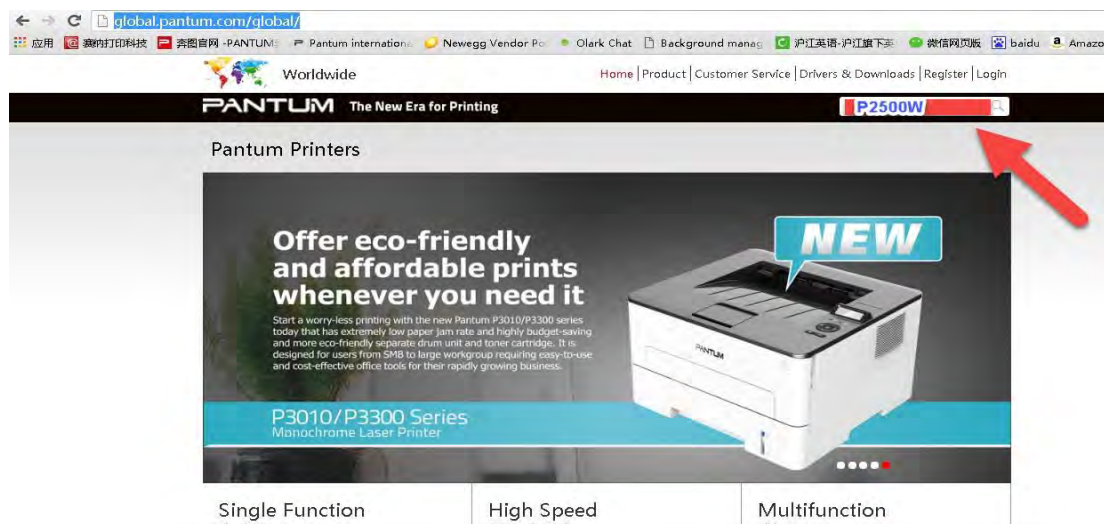 global.pantum.com/global/
应用 赛纳打印科技 奔图官网 -PANTUM Pantum internation Newegg Vendor Po Olark Chat Background manag 沪江英语-沪江旗下英 微信网页版 baidu Amazo
Worldwide
Home | Product | Customer Service | Drivers & Downloads | Register | Login
PANTUM The New Era for Printing
P2500W
Pantum Printers
NEW
Offer eco-friendly
and affordable prints
whenever you need it
Start a worry-less printing with the new Pantum P3010/P3300 series
today that has extremely low paper jam rate and highly budget-saving
and more eco-friendly separate drum unit and toner cartridge. It is
designed for users from SMB to large workgroup requiring easy-to-use
and cost-effective office tools for their rapidly growing business.
PANTUM
P3010/P3300 Series
Monochrome Laser Printer
Single Function High Speed Multifunction